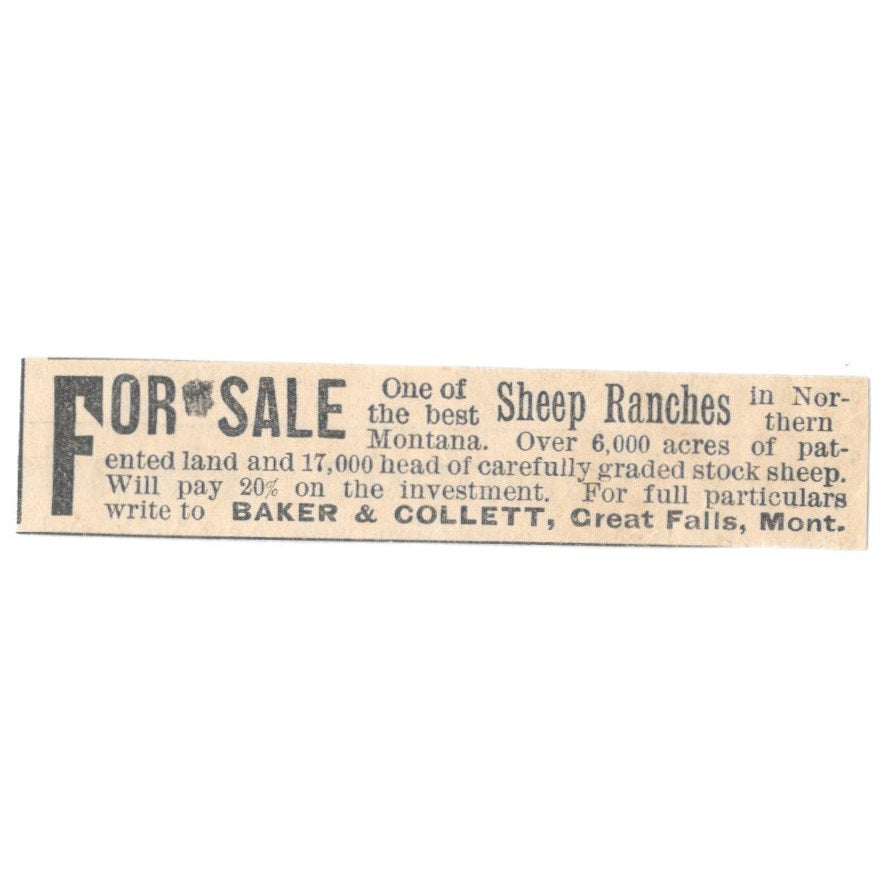 FOR SALE One of the best Sheep Ranches in Nor-
thern Montana. Over 6,000 acres of pat-
ented land and 17,000 head of carefully graded stock sheep.
Will pay 20% on the investment. For full particulars
write to BAKER & COLLETT, Great Falls, Mont.